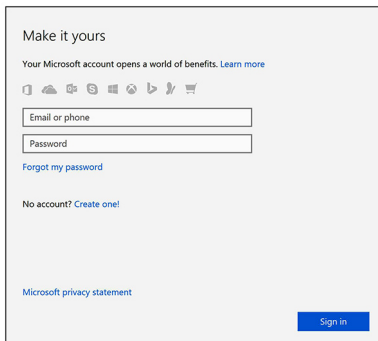 Make it yours
Your Microsoft account opens a world of benefits. Learn more
Email or phone
Password
Forgot my password
No account? Create one!
Microsoft privacy statement
Sign in